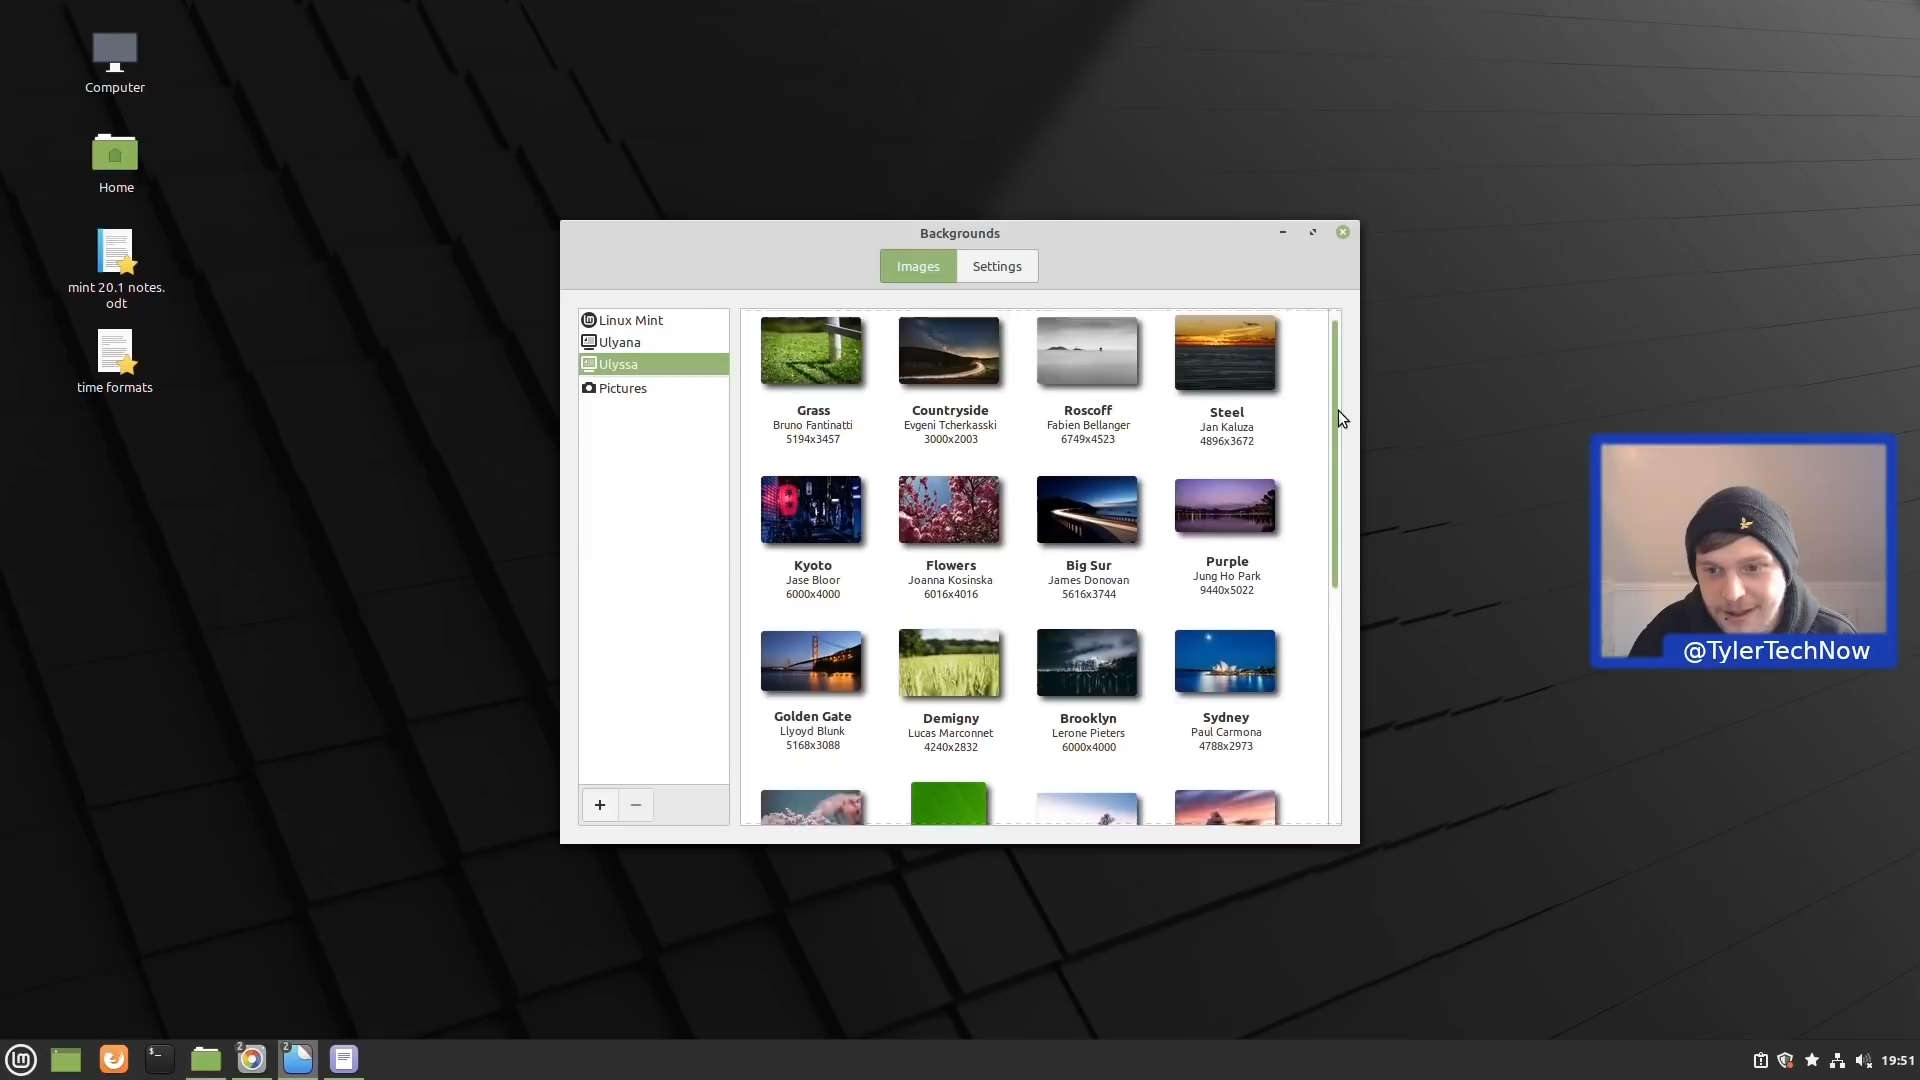 Computer
Home
mint 20.1 notes.
odt
time formats
Backgrounds
Images
Settings
Linux Mint
Ulyana
Ulyssa
Pictures
Grass
Bruno Fantinatti
5194x3457
Countryside
Evgeni Tcherkasski
3000x2003
Roscoff
Fabien Bellanger
6749x4523
Steel
Jan Kaluza
4896x3672
Kyoto
Jase Bloor
6000x4000
Flowers
Joanna Kosinska
6016x4016
Big Sur
James Donovan
5616x3744
Purple
Jung Ho Park
9440x5022
Golden Gate
Llyoyd Blunk
5168x3088
Demigny
Lucas Marconnet
4240x2832
Brooklyn
Lerone Pieters
6000x4000
Sydney
Paul Carmona
4788x2973
+
−
@TylerTechNow
$_
2
2
19:51